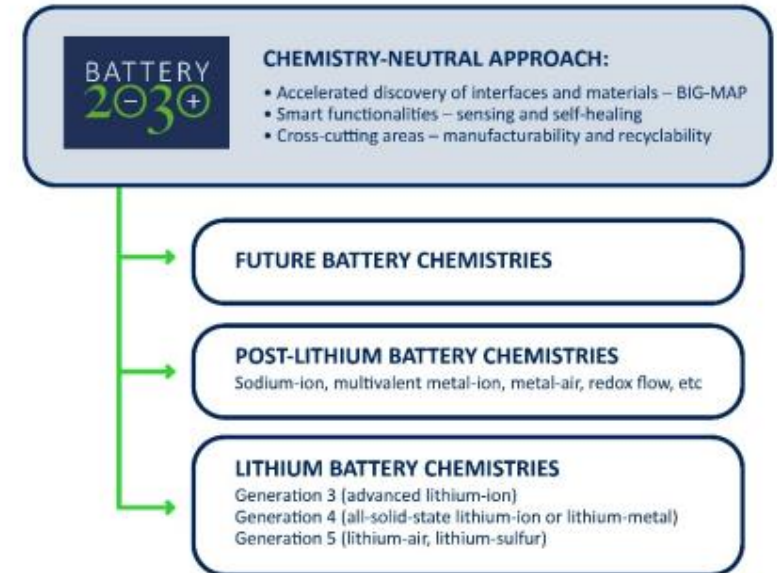 BATTERY
2030
CHEMISTRY-NEUTRAL APPROACH:
• Accelerated discovery of interfaces and materials – BIG-MAP
• Smart functionalities – sensing and self-healing
• Cross-cutting areas – manufacturability and recyclability
FUTURE BATTERY CHEMISTRIES
POST-LITHIUM BATTERY CHEMISTRIES
Sodium-ion, multivalent metal-ion, metal-air, redox flow, etc
LITHIUM BATTERY CHEMISTRIES
Generation 3 (advanced lithium-ion)
Generation 4 (all-solid-state lithium-ion or lithium-metal)
Generation 5 (lithium-air, lithium-sulfur)